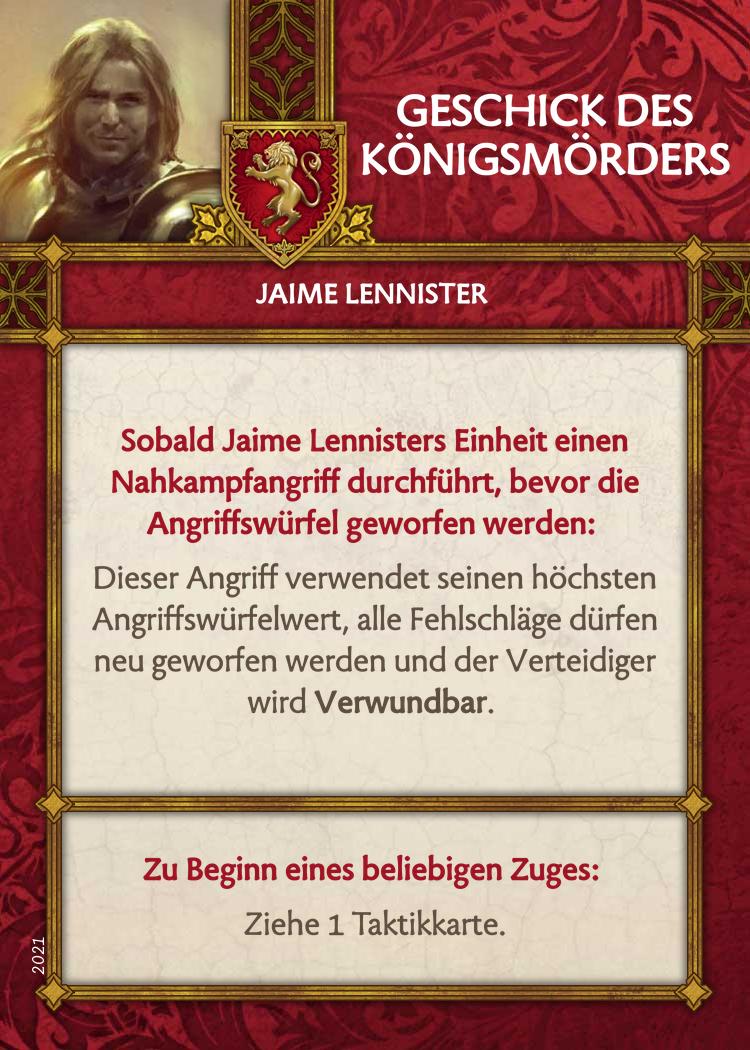 GESCHICK DES
KÖNIGSMÖRDERS
JAIME LENNISTER
Sobald Jaime Lennisters Einheit einen
Nahkampfangriff durchführt, bevor die
Angriffswürfel geworfen werden:
Dieser Angriff verwendet seinen höchsten
Angriffswürfelwert, alle Fehlschläge dürfen
neu geworfen werden und der Verteidiger
wird Verwundbar.
Zu Beginn eines beliebigen Zuges:
Ziehe 1 Taktikkarte.
2021